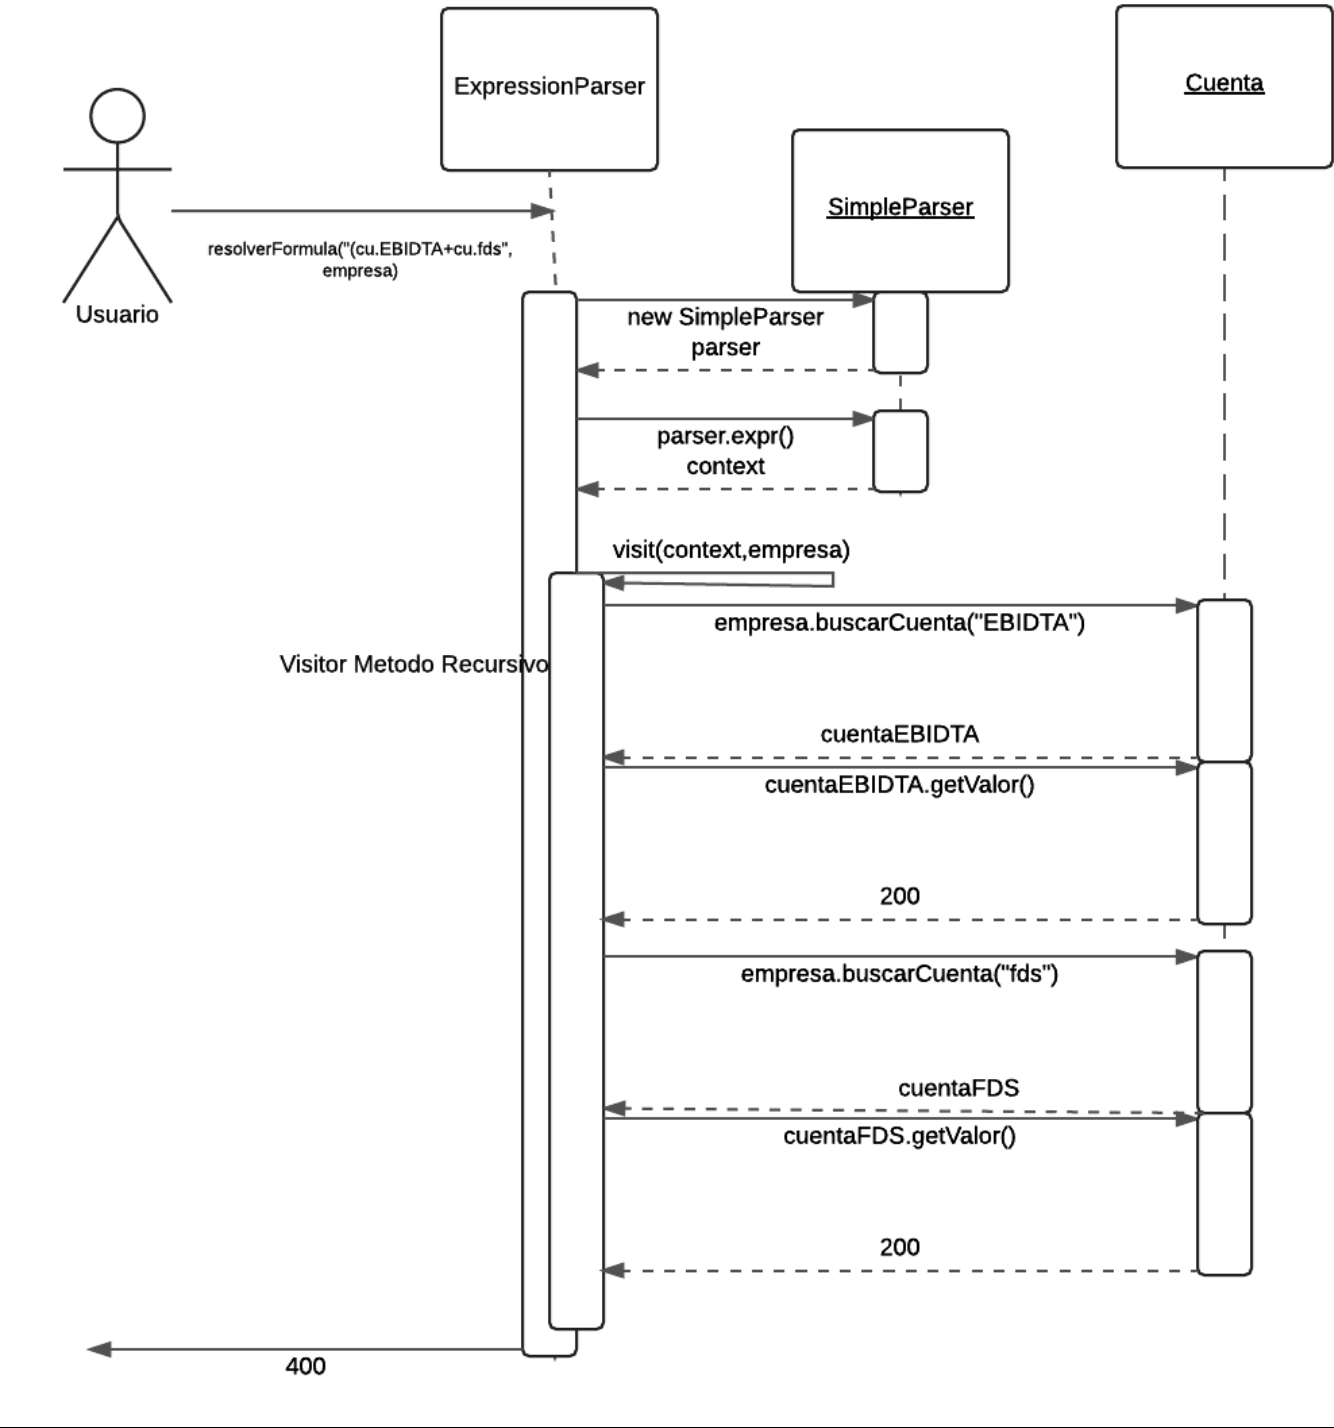 ExpressionParser
Cuenta
SimpleParser
resolverFormula("(cu.EBIDTA+cu.fds",
empresa)
Usuario
new SimpleParser
parser
parser.expr()
context
visit(context,empresa)
empresa.buscarCuenta("EBIDTA")
Visitor Metodo Recursivo
cuentaEBIDTA
cuentaEBIDTA.getValor()
200
empresa.buscarCuenta("fds")
cuentaFDS
cuentaFDS.getValor()
200
400